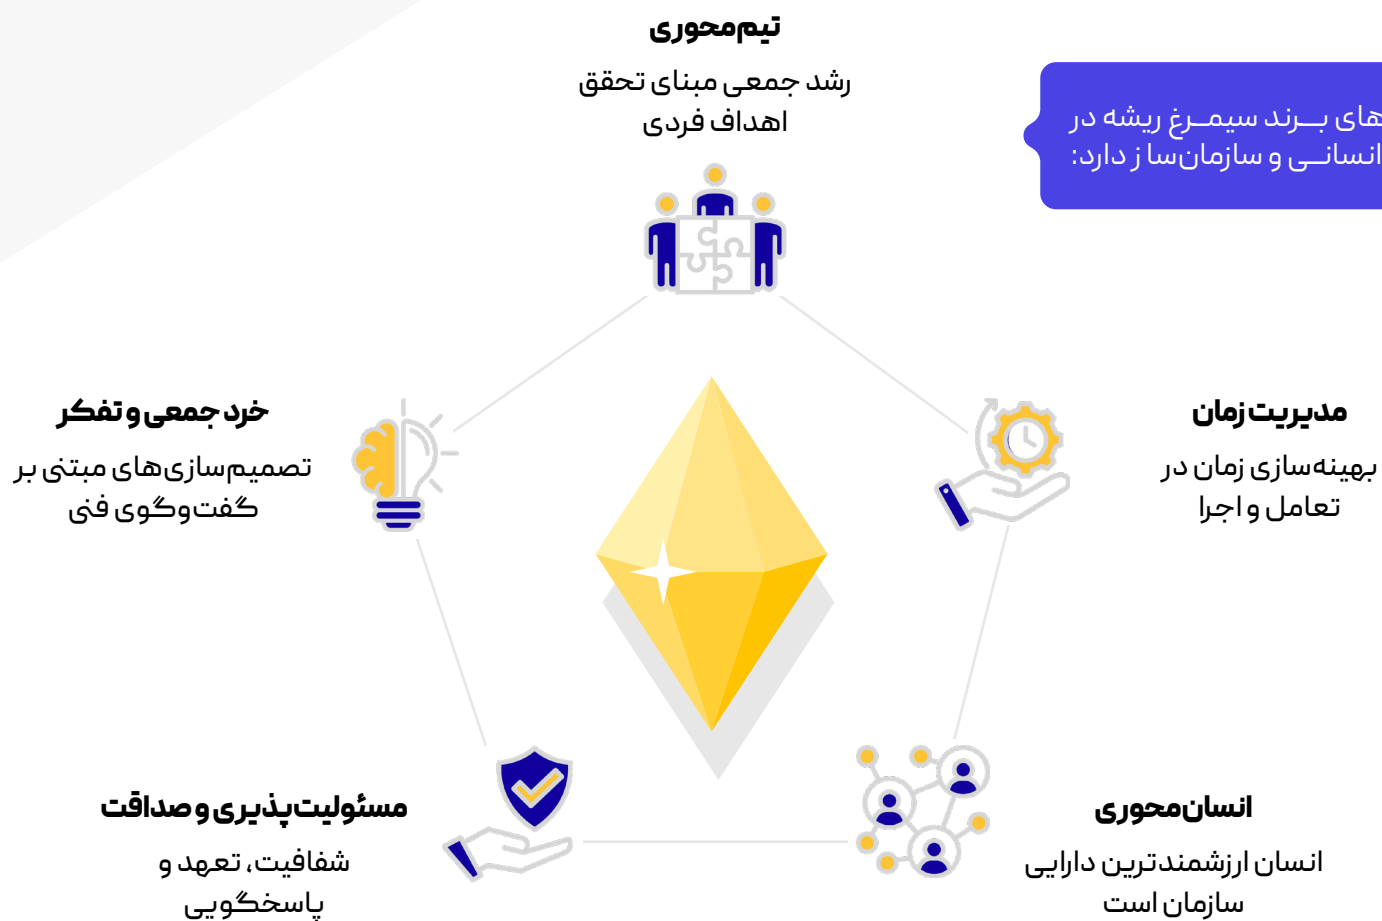 تیم‌محوری
رشد جمعی مبنای تحقق
اهداف فردی
های بـــرند سیمـــرغ ریشه در
انسانـــی و سازمان‌سا ز دارد:
مدیریت زمان
بهینه‌سازی زمان در
تعامل و اجرا
خرد جمعی و تفکر
تصمیم‌سازی‌های مبتنی بر
گفت‌وگوی فنی
انسان‌محوری
انسان ارزشمندترین دارایی
سازمان است
مسئولیت‌پذیری و صداقت
شفافیت، تعهد و
پاسخگویی